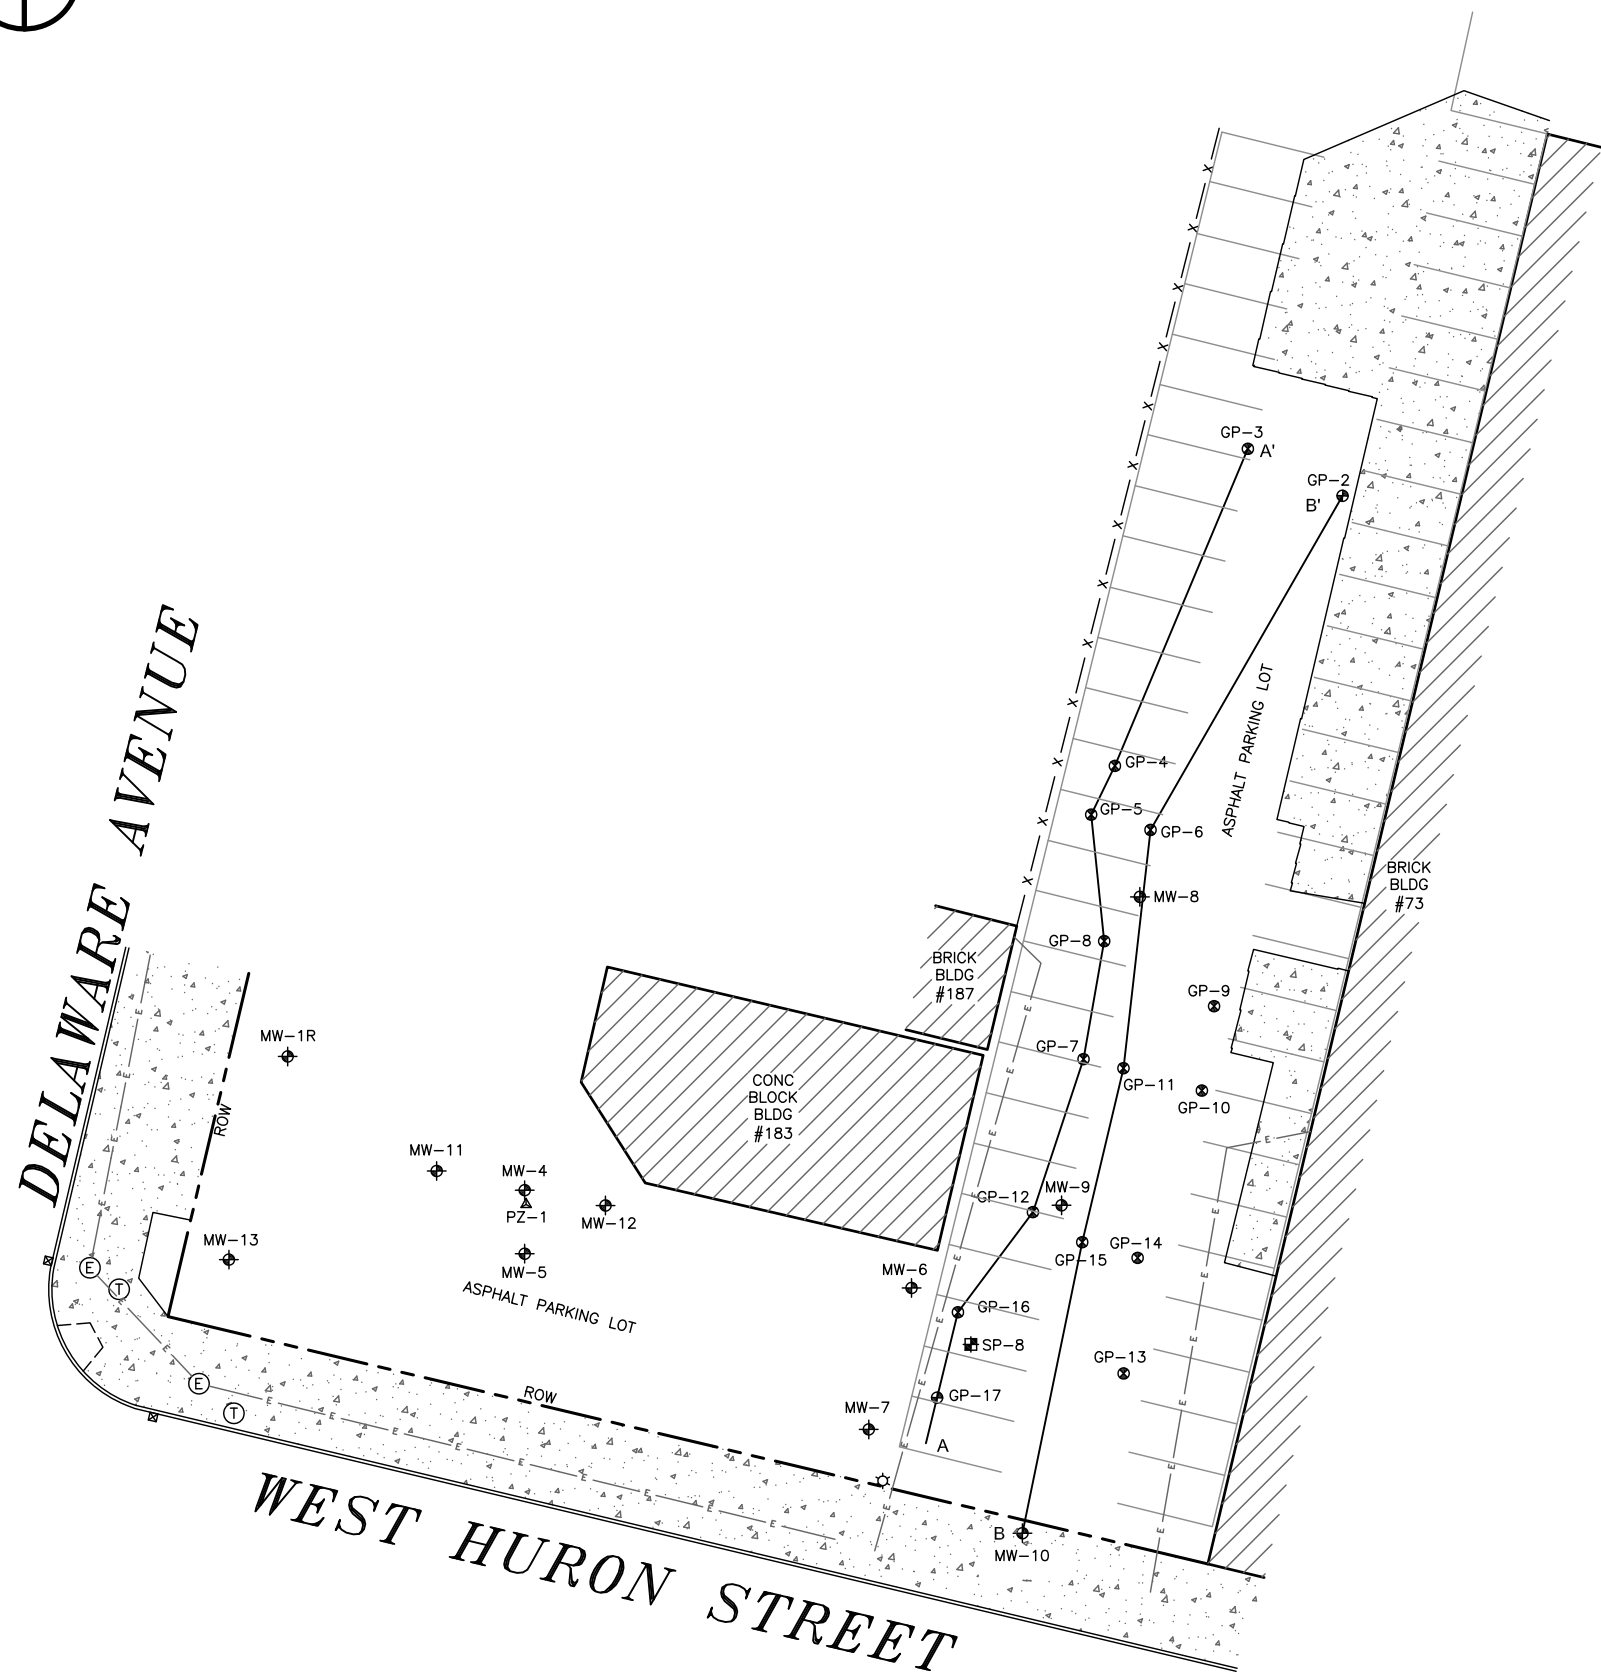 GP-3
A'
GP-2
B'
DELAWARE AVENUE
ASPHALT PARKING LOT
GP-4
GP-5
GP-6
BRICK
BLDG
#73
MW-8
GP-8
BRICK
BLDG
#187
GP-9
MW-1R
GP-7
GP-11
CONC
BLOCK
BLDG
#183
GP-10
ROW
MW-11
MW-4
PZ-1
MW-12
GP-12
MW-9
MW-13
MW-5
GP-15
GP-14
E
T
MW-6
ASPHALT PARKING LOT
GP-16
SP-8
GP-13
E
T
ROW
GP-17
MW-7
A
B
MW-10
WEST HURON STREET